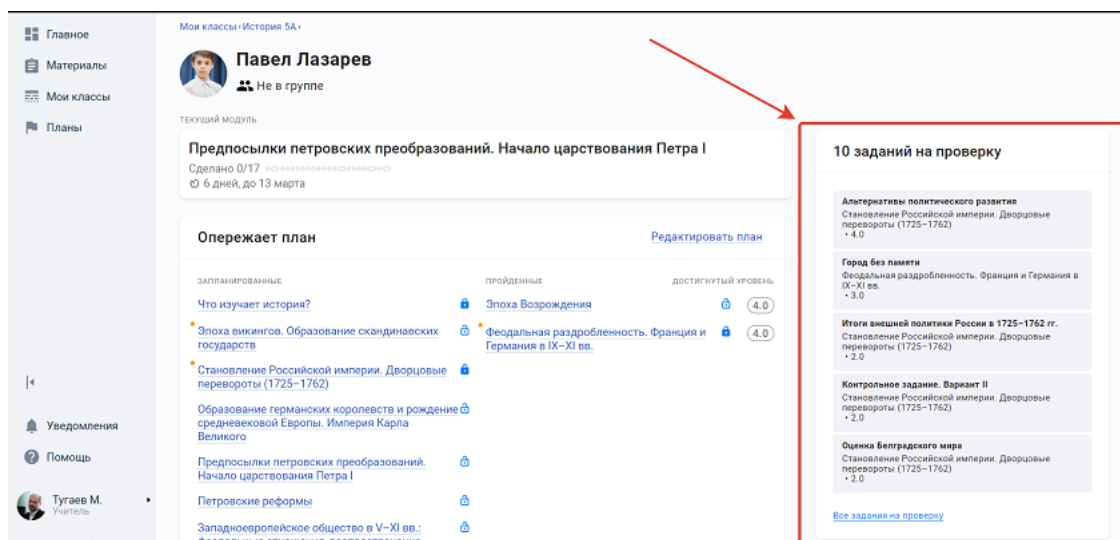 Главное
Материалы
Мои классы
Планы
Уведомления
Помощь
Тугаев М.
Учитель
Мои классы›История 5А›
Павел Лазарев
Не в группе
ТЕКУЩИЙ МОДУЛЬ
Предпосылки петровских преобразований. Начало царствования Петра I
Сделано 0/17
6 дней, до 13 марта
Опережает план
Редактировать план
ЗАПЛАНИРОВАННЫЕ
Что изучает история?
Эпоха викингов. Образование скандинавских
государств
Становление Российской империи. Дворцовые
перевороты (1725–1762)
Образование германских королевств и рождение
средневековой Европы. Империя Карла
Великого
Предпосылки петровских преобразований.
Начало царствования Петра I
Петровские реформы
Западноевропейское общество в V–XI вв.:
ПРОЙДЕННЫЕ
ДОСТИГНУТЫЙ УРОВЕНЬ
Эпоха Возрождения
4.0
Феодальная раздробленность. Франция и
Германия в IX–XI вв.
4.0
10 заданий на проверку
Альтернативы политического развития
Становление Российской империи. Дворцовые
перевороты (1725–1762)
• 4.0
Город без памяти
Феодальная раздробленность. Франция и Германия в
IX–XI вв.
• 3.0
Итоги внешней политики России в 1725–1762 гг.
Становление Российской империи. Дворцовые
перевороты (1725–1762)
• 2.0
Контрольное задание. Вариант II
Становление Российской империи. Дворцовые
перевороты (1725–1762)
• 2.0
Оценка Белградского мира
Становление Российской империи. Дворцовые
перевороты (1725–1762)
• 2.0
Все задания на проверку